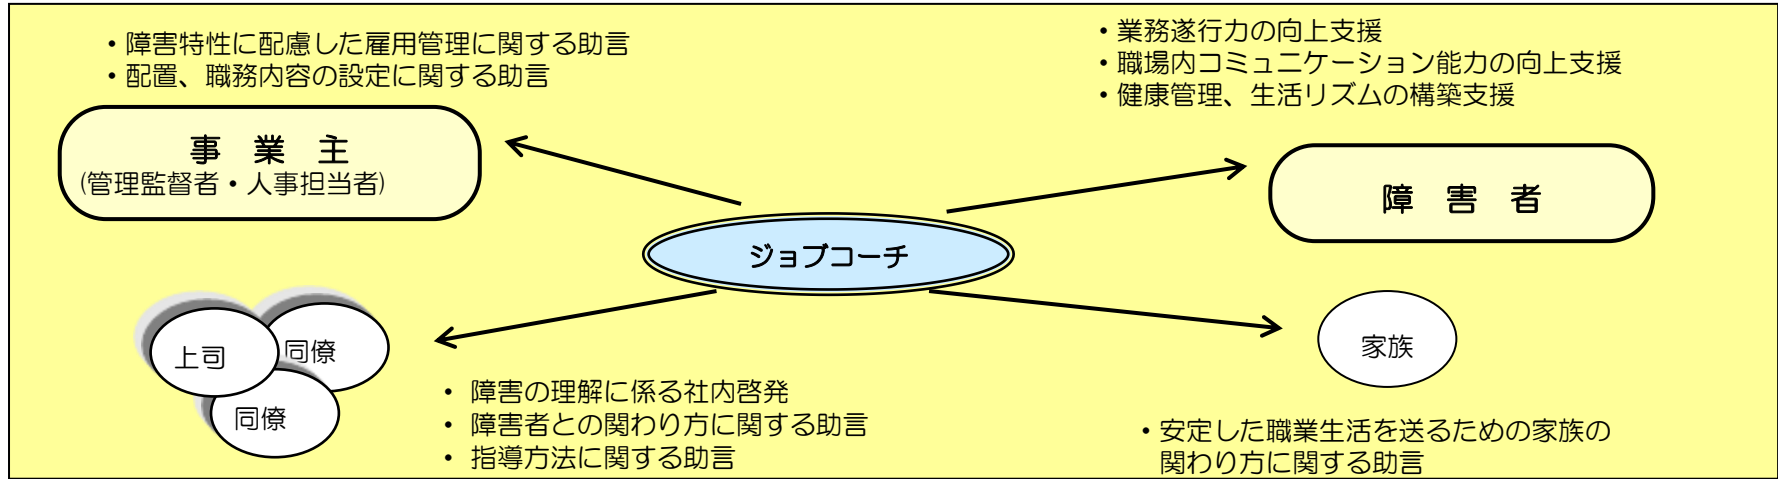 ・障害特性に配慮した雇用管理に関する助言
・配置、職務内容の設定に関する助言
事　業　主
(管理監督者・人事担当者)
・業務遂行力の向上支援
・職場内コミュニケーション能力の向上支援
・健康管理、生活リズムの構築支援
障　害　者
ジョブコーチ
上司
同僚
同僚
・ 障害の理解に係る社内啓発
・ 障害者との関わり方に関する助言
・ 指導方法に関する助言
家族
・安定した職業生活を送るための家族の
関わり方に関する助言